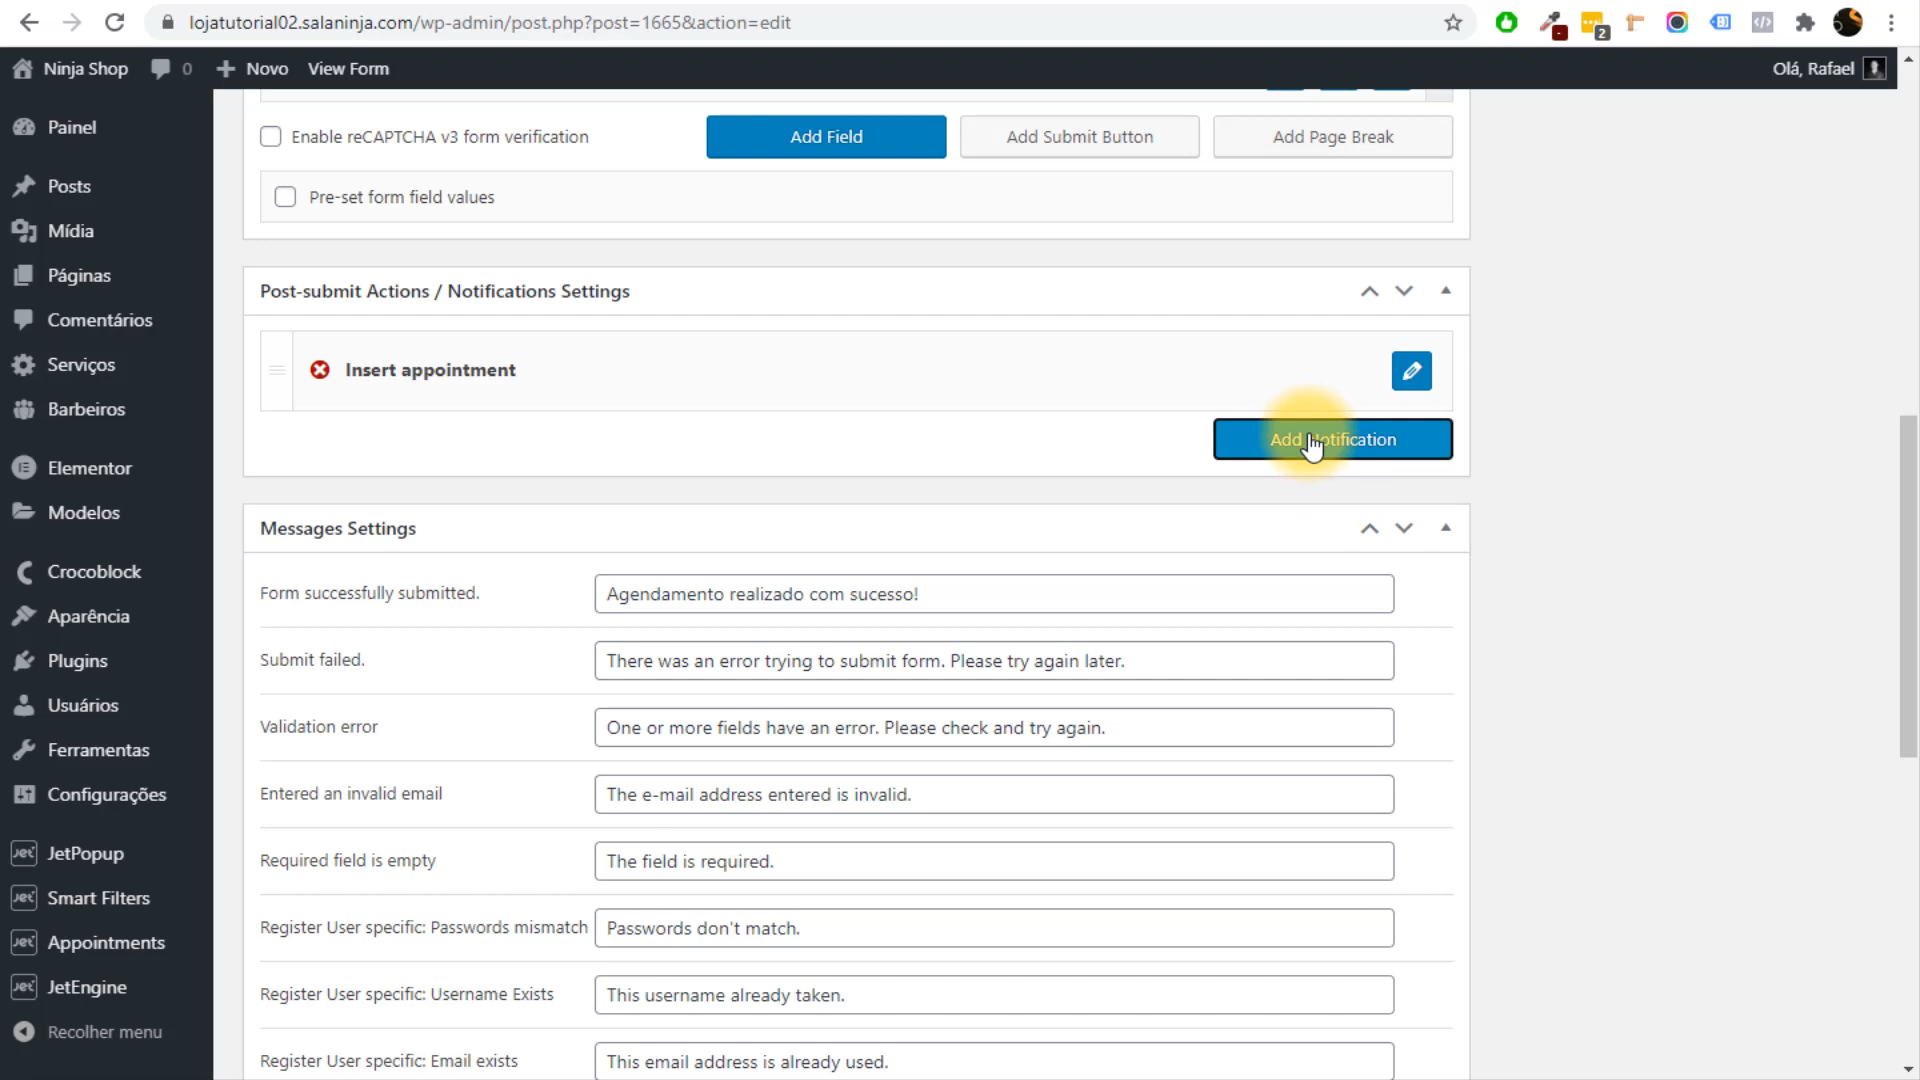 lojatutorial02.salaninja.com/wp-admin/post.php?post=1665&action=edit
2
Ninja Shop
0
Novo
View Form
Olá, Rafael
Painel
Posts
Mídia
Páginas
Comentários
Serviços
Barbeiros
Elementor
Modelos
Crocoblock
Aparência
Plugins
Usuários
Ferramentas
Configurações
Jet JetPopup
Jet Smart Filters
Jet Appointments
Jet JetEngine
Recolher menu
Enable reCAPTCHA v3 form verification
Add Field
Add Submit Button
Add Page Break
Pre-set form field values
Post-submit Actions / Notifications Settings
Insert appointment
Add Notification
Messages Settings
Form successfully submitted.
Agendamento realizado com sucesso!
Submit failed.
There was an error trying to submit form. Please try again later.
Validation error
One or more fields have an error. Please check and try again.
Entered an invalid email
The e-mail address entered is invalid.
Required field is empty
The field is required.
Register User specific: Passwords mismatch
Passwords don't match.
Register User specific: Username Exists
This username already taken.
Register User specific: Email exists
This email address is already used.